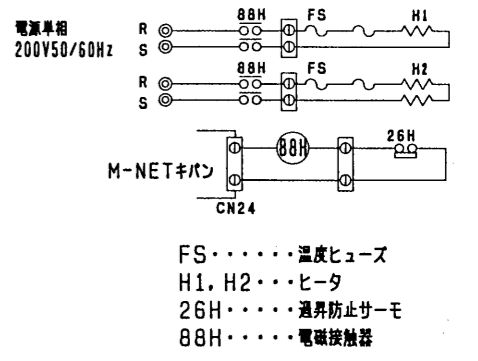 電源単相
200V50/60Hz
R
S
88H
FS
H1
R
S
88H
FS
H2
M-NETキバン
CN24
88H
26H
FS······温度ヒューズ
H1,H2···ヒータ
26H·····過昇防止サーモ
88H·····電磁接触器